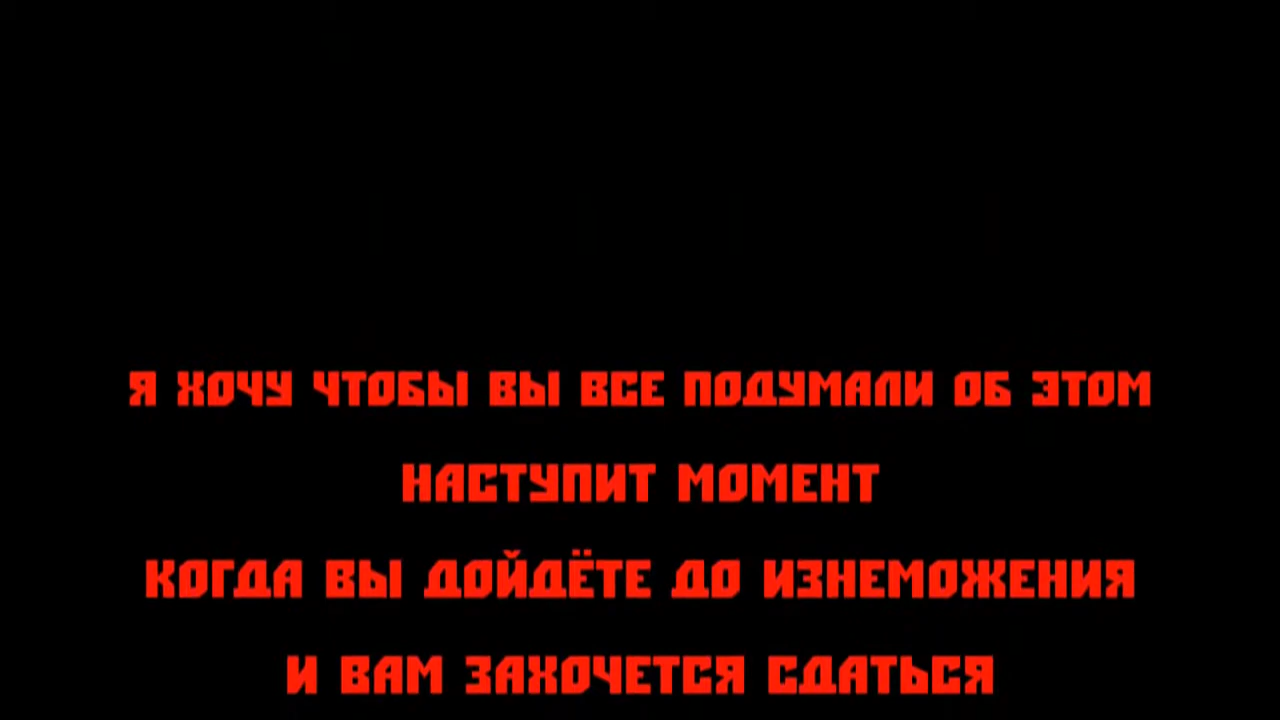 Я ХОЧУ ЧТОБЫ ВЫ ВСЕ ПОДУМАЛИ ОБ ЭТОМ
НАСТУПИТ МОМЕНТ
КОГДА ВЫ ДОЙДЁТЕ ДО ИЗНЕМОЖЕНИЯ
И ВАМ ЗАХОЧЕТСЯ СДАТЬСЯ